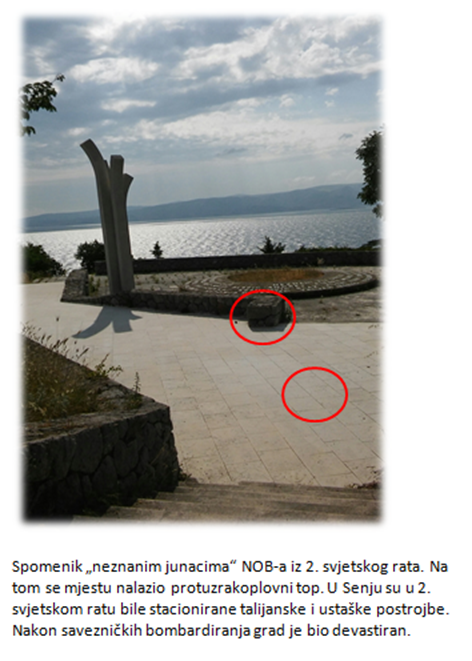 Spomenik „neznanim junacima“ NOB-a iz 2. svjetskog rata. Na
tom se mjestu nalazio protuzrakoplovni top. U Senju su u 2.
svjetskom ratu bile stacionirane talijanske i ustaške postrojbe.
Nakon savezničkih bombardiranja grad je bio devastiran.